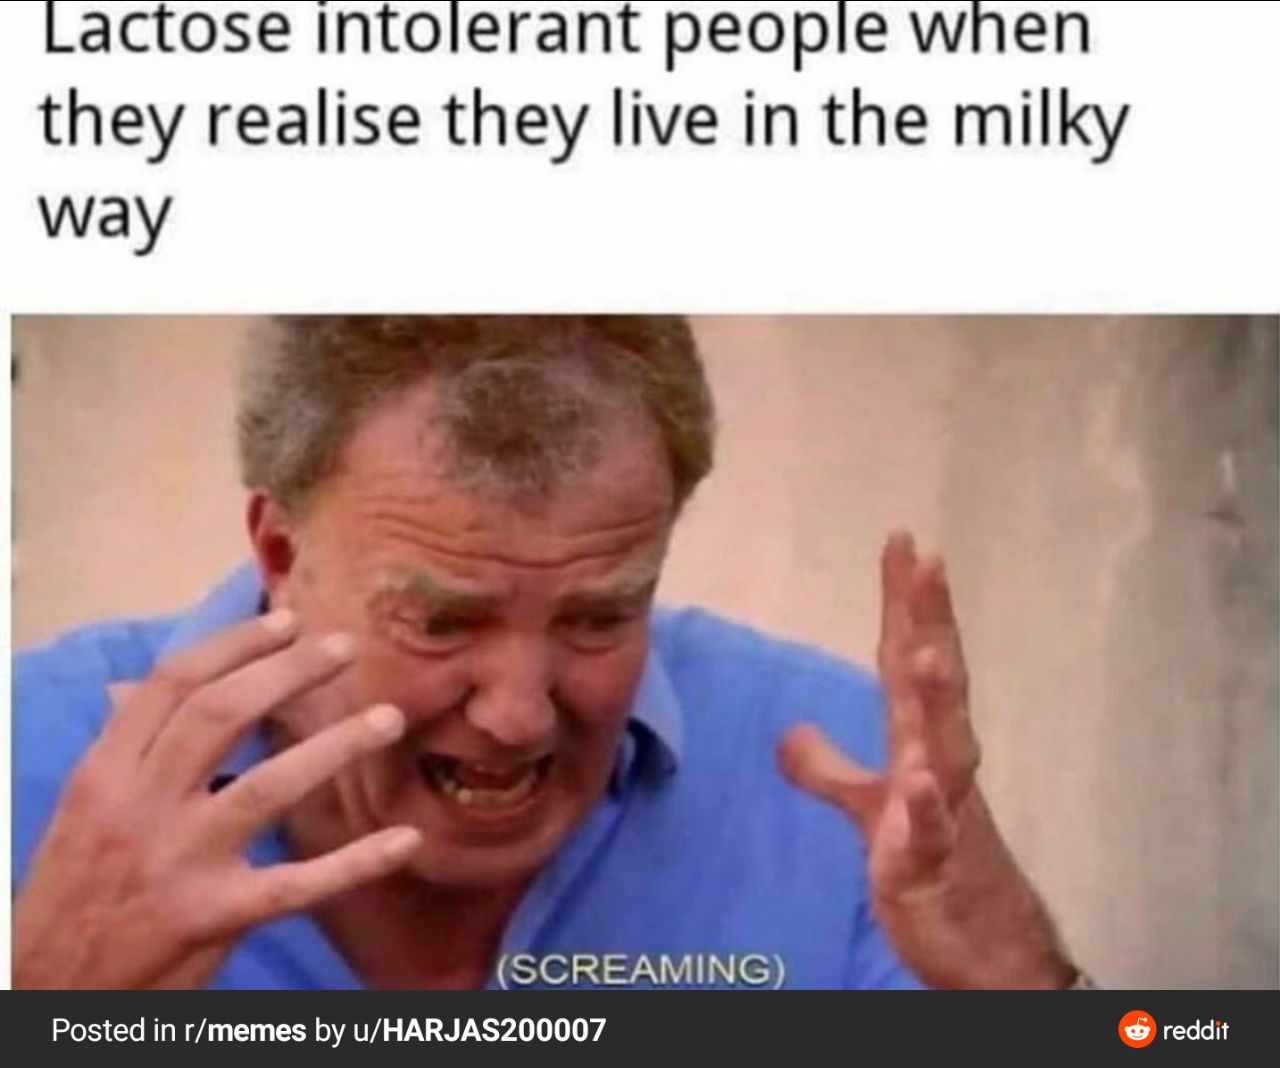 Lactose intolerant people when
they realise they live in the milky
way
(SCREAMING)
Posted in r/memes by u/HARJAS200007
reddit